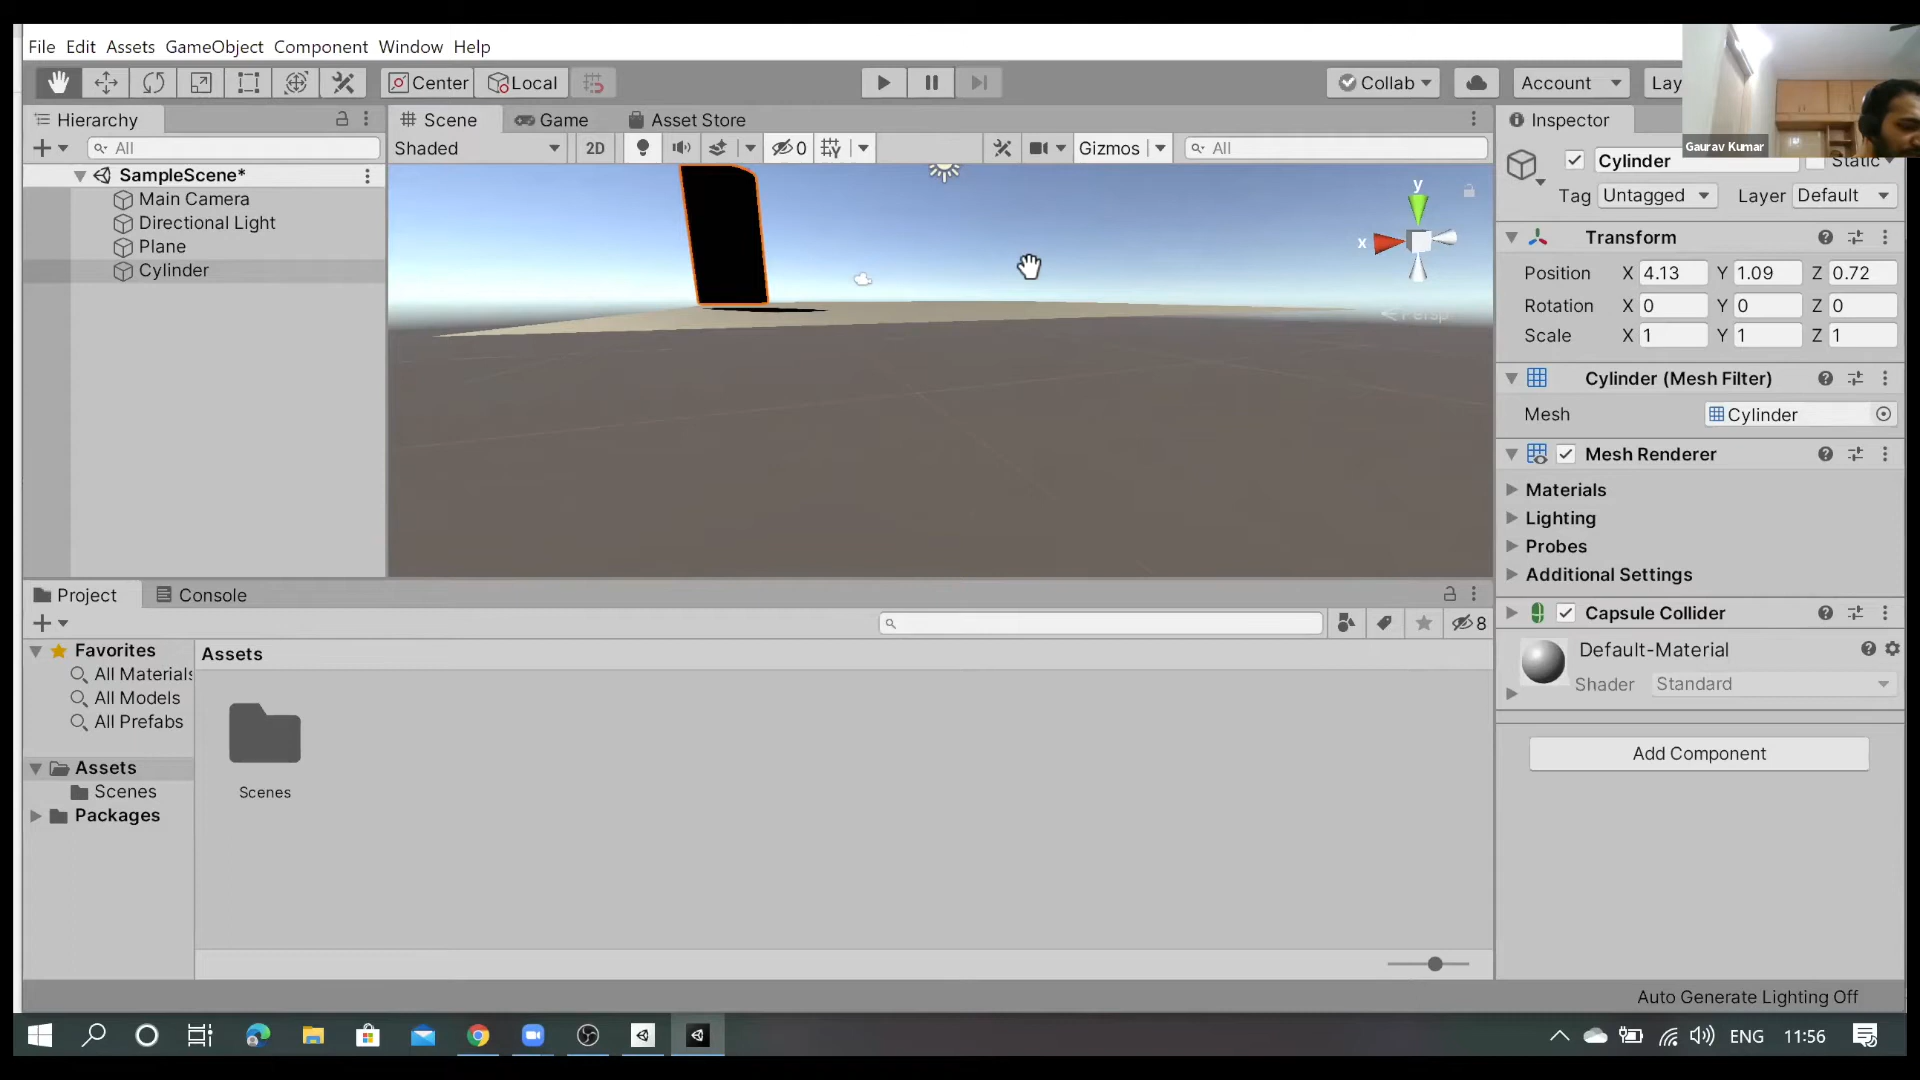 File Edit Assets GameObject Component Window Help
Center Local Collab Account Lay
Gaurav Kumar
Hierarchy
All
SampleScene*
Main Camera
Directional Light
Plane
Cylinder
Scene Game Asset Store
Shaded 2D 0 Gizmos All
y
x
Persp
Inspector
Cylinder Static
Tag Untagged Layer Default
Transform
Position X 4.13 Y 1.09 Z 0.72
Rotation X 0 Y 0 Z 0
Scale X 1 Y 1 Z 1
Cylinder (Mesh Filter)
Mesh Cylinder
Mesh Renderer
Materials
Lighting
Probes
Additional Settings
Capsule Collider
Default-Material
Shader Standard
Add Component
Project Console
8
Favorites
All Materials
All Models
All Prefabs
Assets
Scenes
Packages
Assets
Scenes
Auto Generate Lighting Off
ENG 11:56